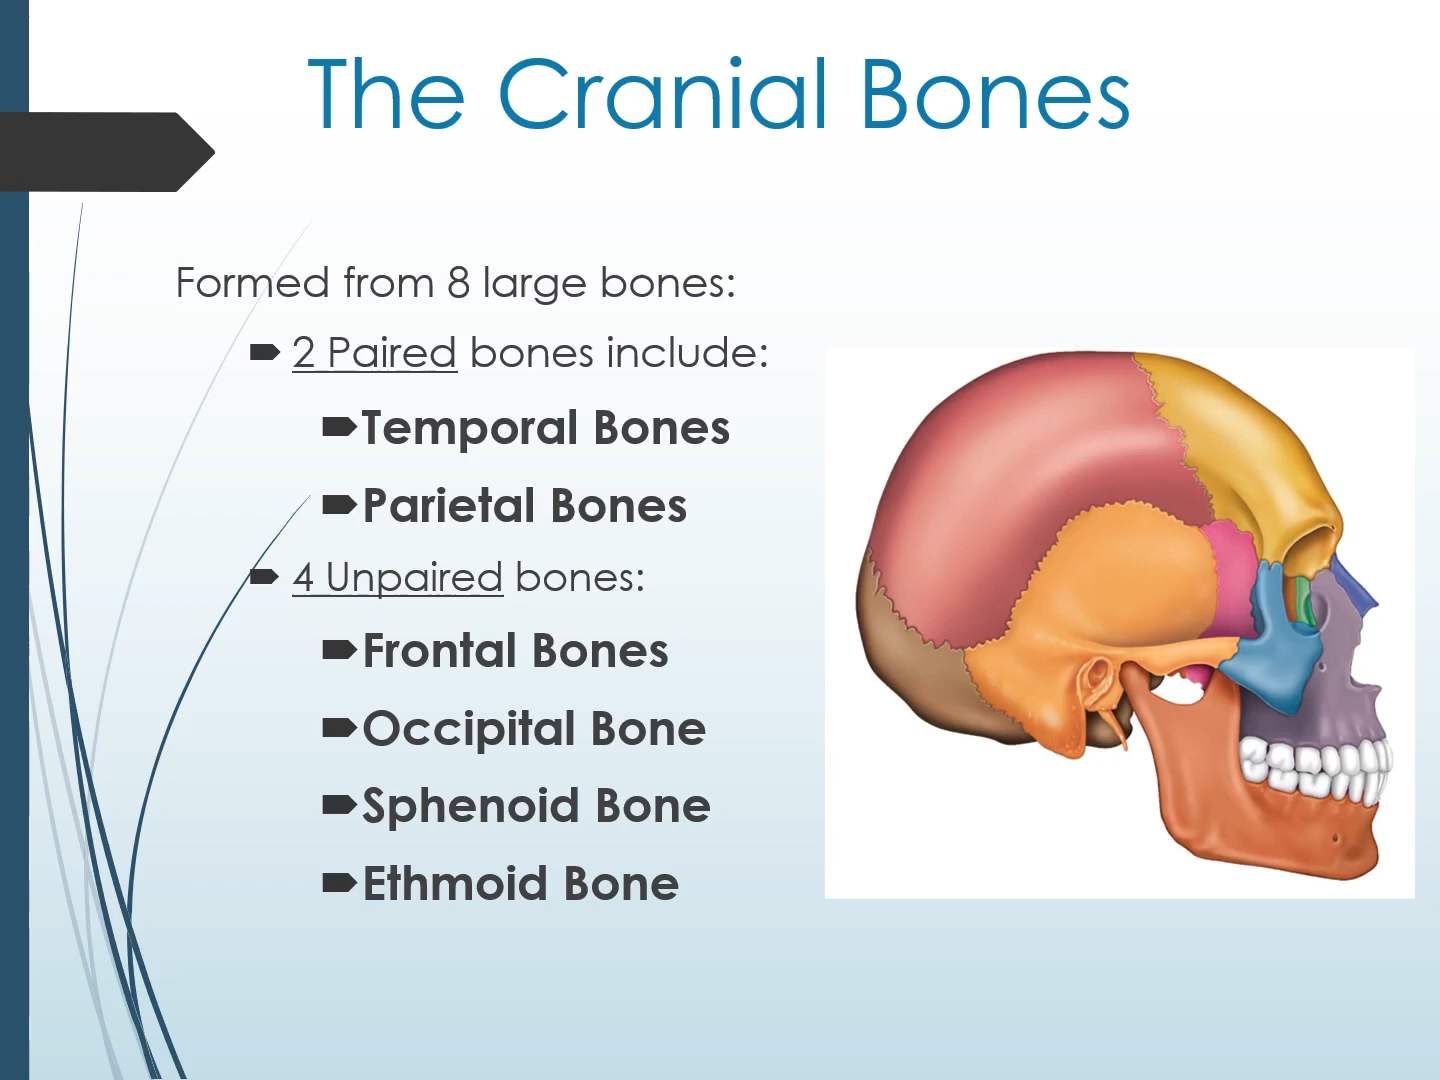 The Cranial Bones
Formed from 8 large bones:
2 Paired bones include:
Temporal Bones
Parietal Bones
4 Unpaired bones:
Frontal Bones
Occipital Bone
Sphenoid Bone
Ethmoid Bone